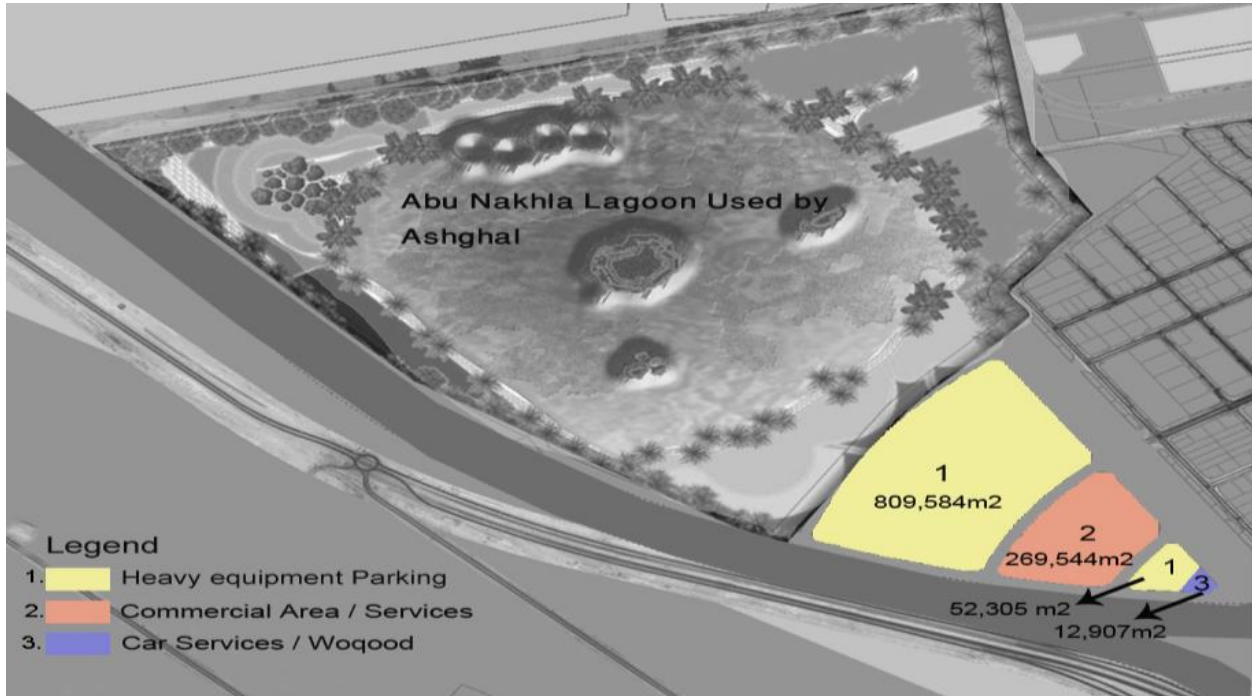 Abu Nakhla Lagoon Used by
Ashghal
1
809,584m2
2
269,544m2
1
3
52,305 m2
12,907m2
Legend
1. Heavy equipment Parking
2. Commercial Area / Services
3. Car Services / Woqood